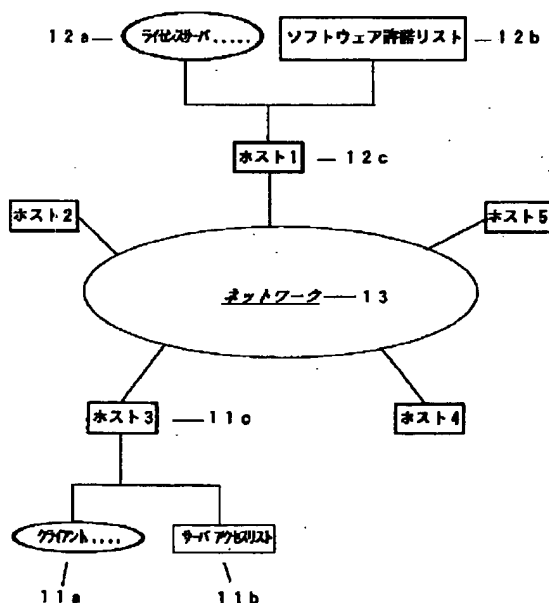 12a ライセンスサーバ..... ソフトウェア許諾リスト 12b
ホスト1 12c
ホスト2 ホスト5
ネットワーク 13
ホスト3 11c
ホスト4
クライアント.... サーバアクセスリスト
11a 11b